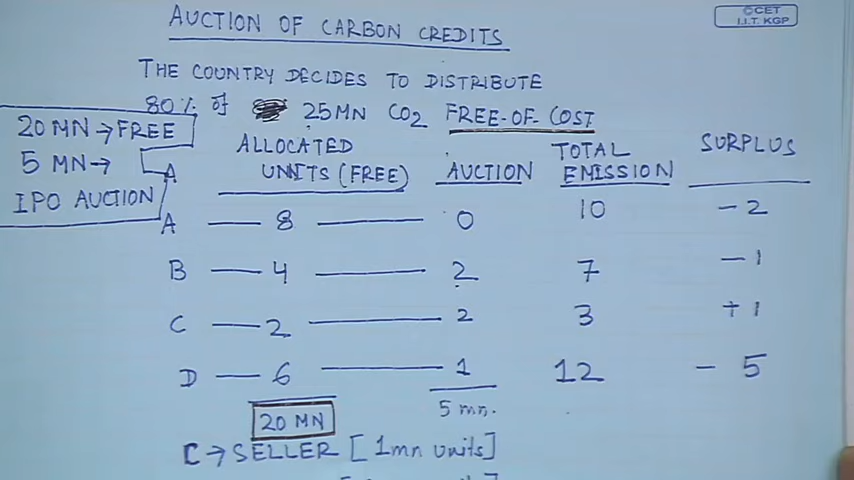 AUCTION OF CARBON CREDITS
©CET
I.I.T. KGP
THE COUNTRY DECIDES TO DISTRIBUTE
80% of 25MN CO2 FREE-OF-COST
20 MN → FREE
5 MN →
IPO AUCTION
A
ALLOCATED UNITS (FREE) AUCTION TOTAL EMISSION SURPLUS
A — 8 — 0 10 -2
B — 4 — 2 7 -1
C — 2 — 2 3 +1
D — 6 — 1 12 - 5
20 MN 5 mn.
C → SELLER [1mn units]